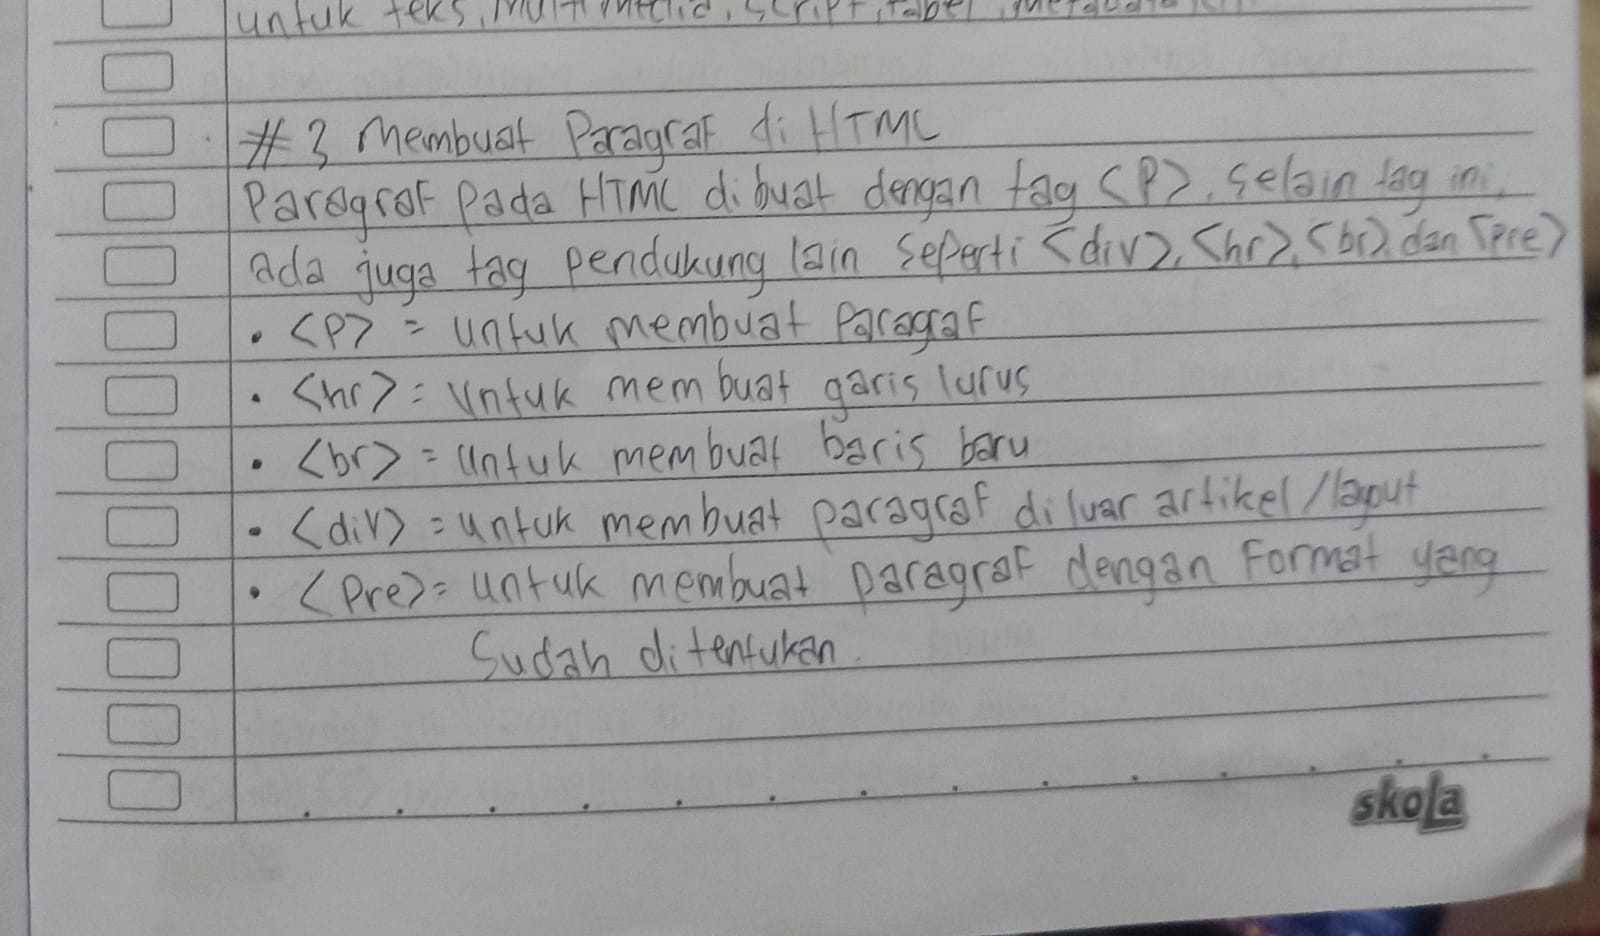 untuk teks, Multimedia, Script, Tabel, Metadata
#3 Membuat Paragraf di HTML
Paragraf Pada HTML dibuat dengan tag <P>. selain tag ini,
ada juga tag pendukung lain seperti <div>, <hr>, <br>, dan <pre>
• <P> = untuk membuat Paragraf
• <hr> = Untuk membuat garis lurus
• <br> = Untuk membuat baris baru
• <div> = untuk membuat paragraf diluar artikel/layout
• <Pre> = untuk membuat paragraf dengan Format yang
Sudah ditentukan.
skola